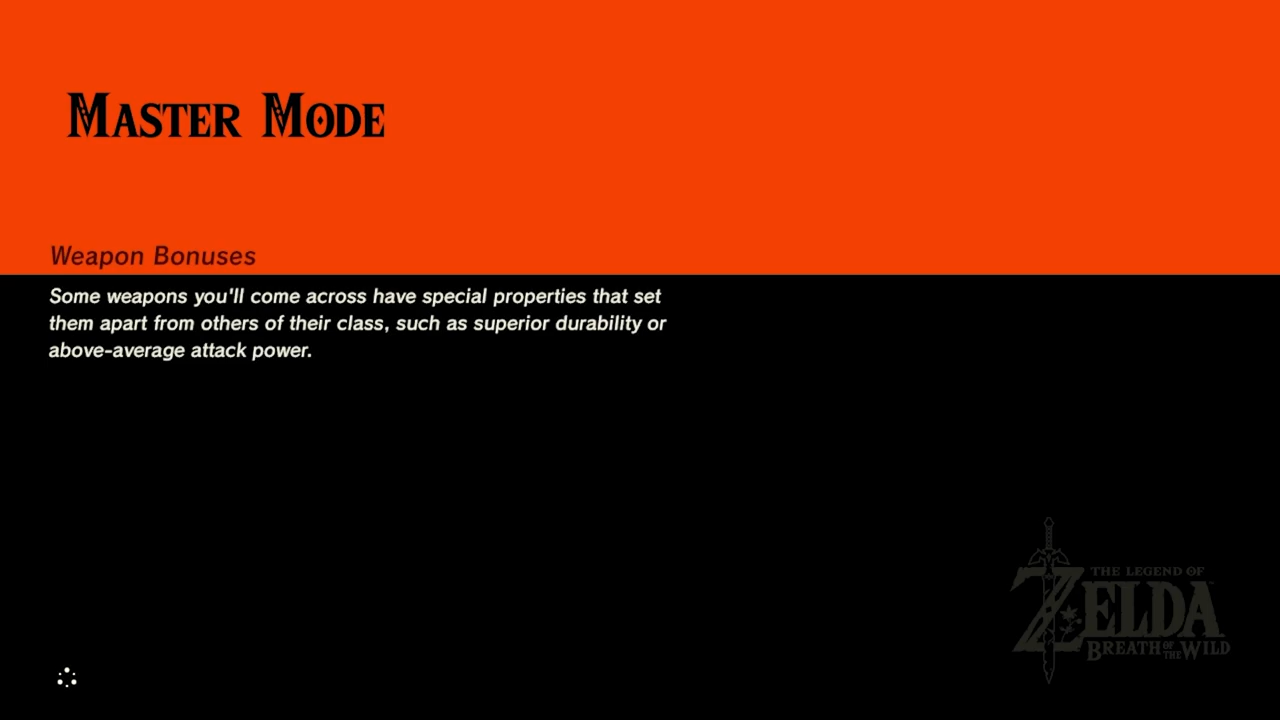 Master Mode
Weapon Bonuses
Some weapons you'll come across have special properties that set
them apart from others of their class, such as superior durability or
above-average attack power.
THE LEGEND OF
ZELDA
BREATH OF THE WILD